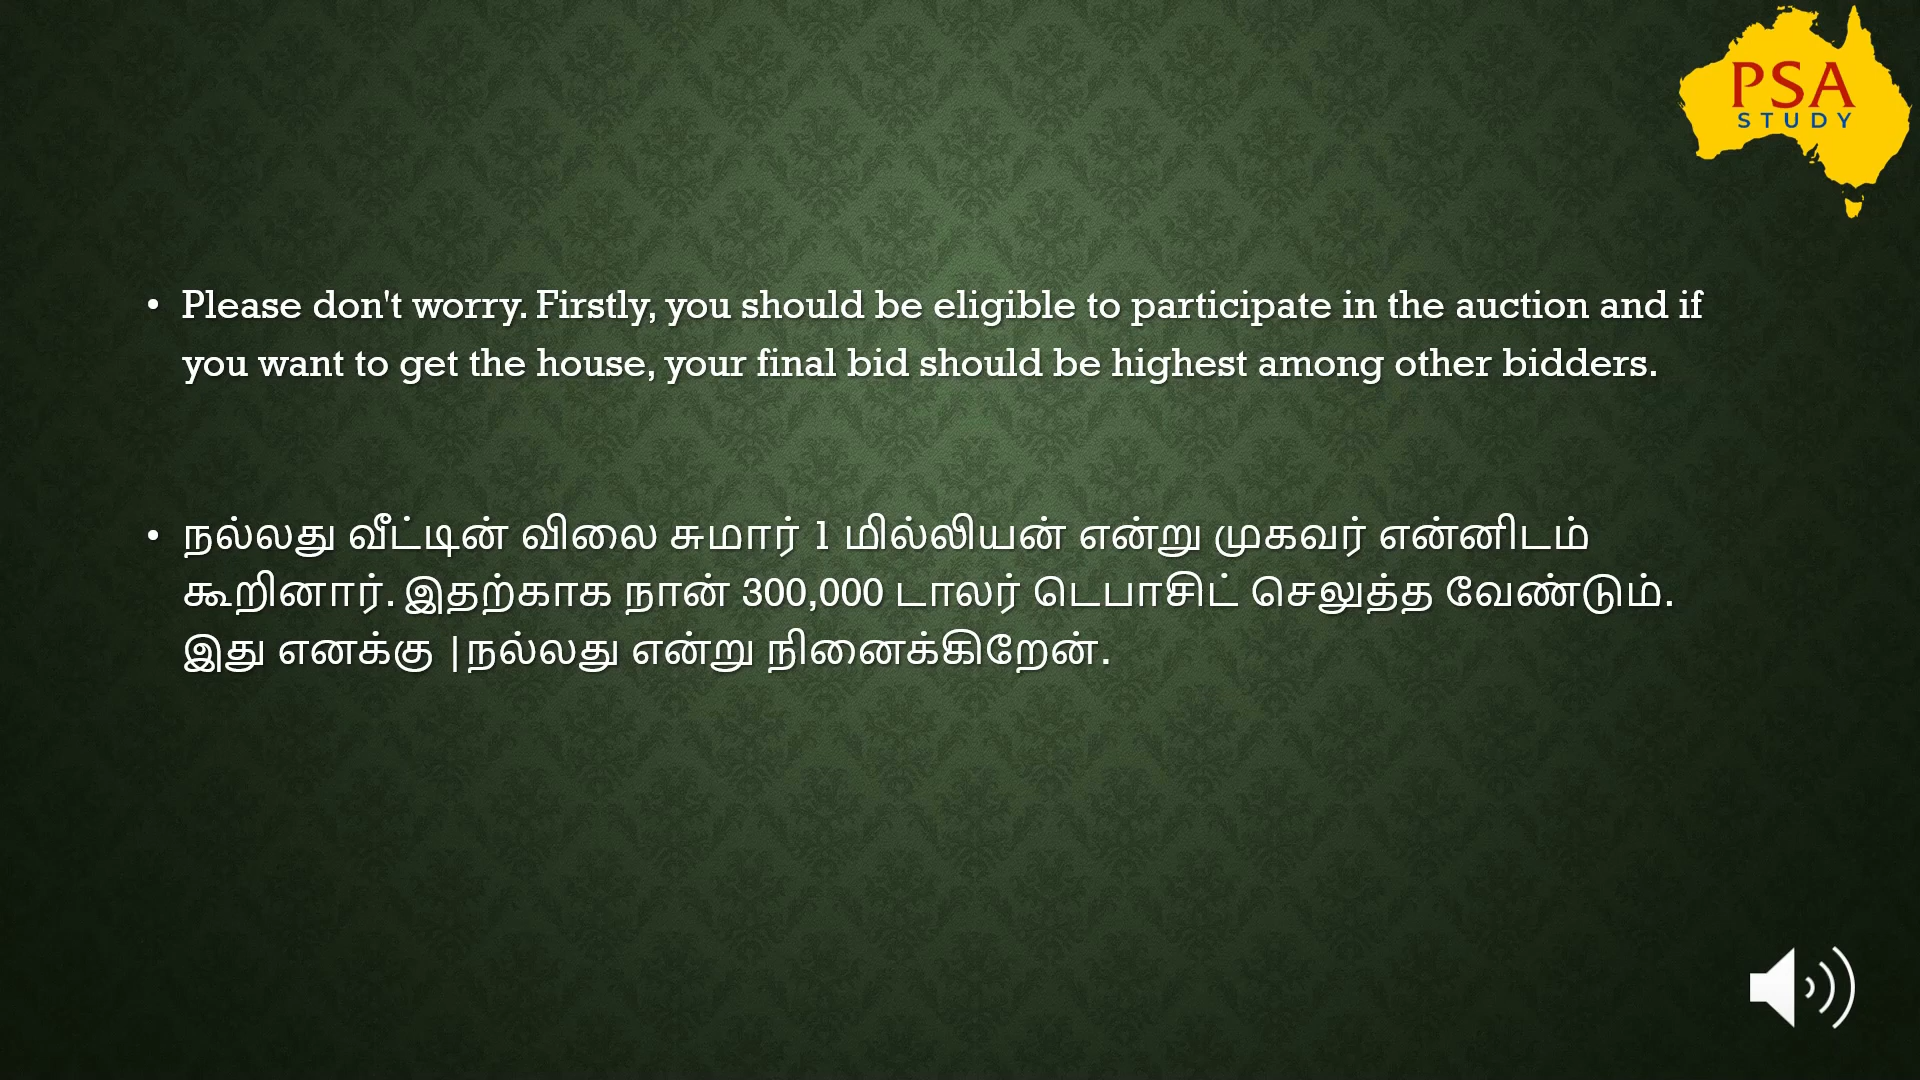 PSA
STUDY
• Please don't worry. Firstly, you should be eligible to participate in the auction and if
you want to get the house, your final bid should be highest among other bidders.
• நல்லது வீட்டின் விலை சுமார் 1 மில்லியன் என்று முகவர் என்னிடம்
கூறினார். இதற்காக நான் 300,000 டாலர் டெபாசிட் செலுத்த வேண்டும்.
இது எனக்கு |நல்லது என்று நினைக்கிறேன்.